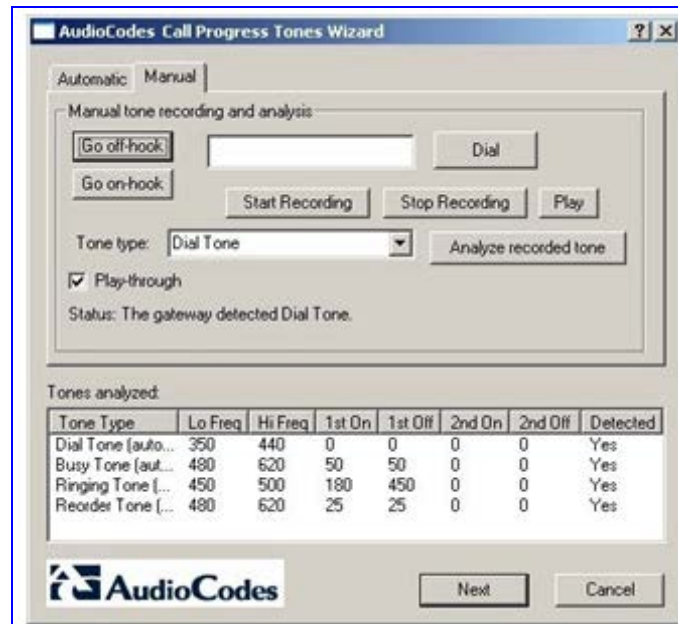 AudioCodes Call Progress Tones Wizard
Automatic Manual
Manual tone recording and analysis
Go off-hook Dial
Go on-hook
Start Recording Stop Recording Play
Tone type: Dial Tone Analyze recorded tone
Play-through
Status: The gateway detected Dial Tone.
Tones analyzed:
Tone Type Lo Freq Hi Freq 1st On 1st Off 2nd On 2nd Off Detected
Dial Tone (auto... 350 440 0 0 0 0 Yes
Busy Tone (aut... 480 620 50 50 0 0 Yes
Ringing Tone (... 450 500 180 450 0 0 Yes
Reorder Tone (... 480 620 25 25 0 0 Yes
AudioCodes Next Cancel